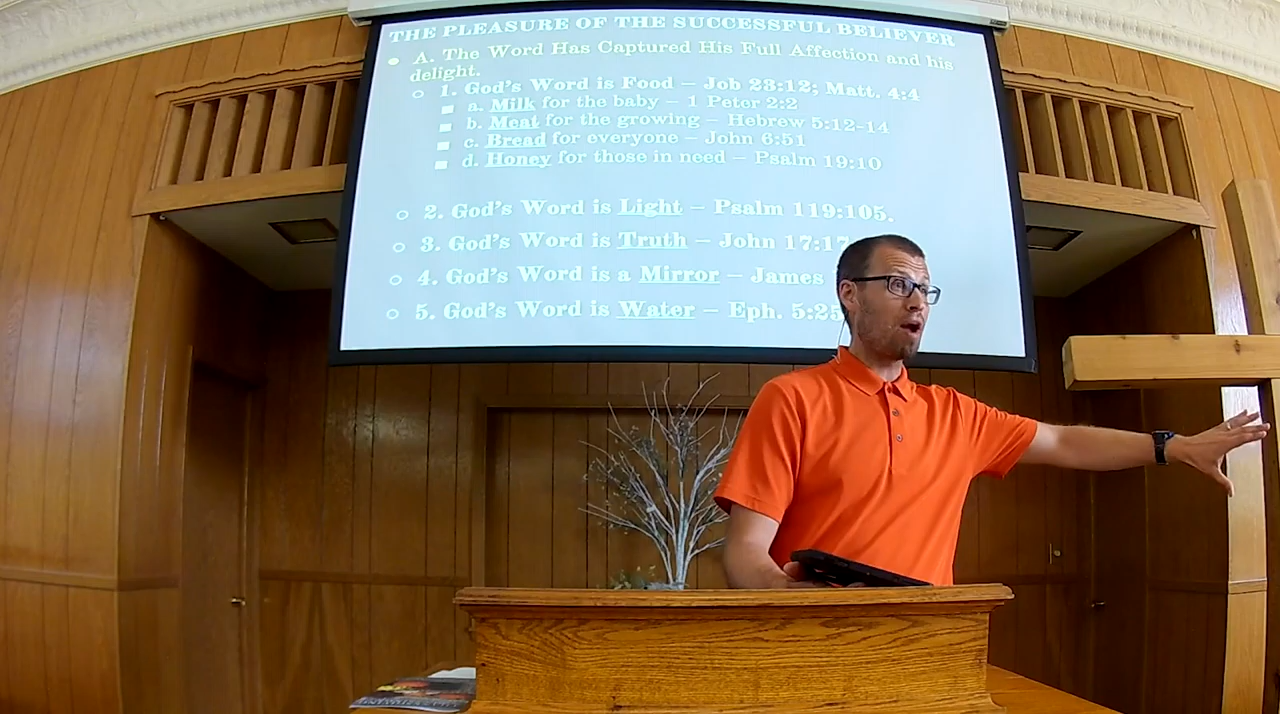 THE PLEASURE OF THE SUCCESSFUL BELIEVER
A. The Word Has Captured His Full Affection and his
delight.
1. God's Word is Food – Job 23:12; Matt. 4:4
a. Milk for the baby – 1 Peter 2:2
b. Meat for the growing – Hebrew 5:12-14
c. Bread for everyone – John 6:51
d. Honey for those in need – Psalm 19:10
2. God's Word is Light – Psalm 119:105.
3. God's Word is Truth – John 17:17
4. God's Word is a Mirror – James
5. God's Word is Water – Eph. 5:25